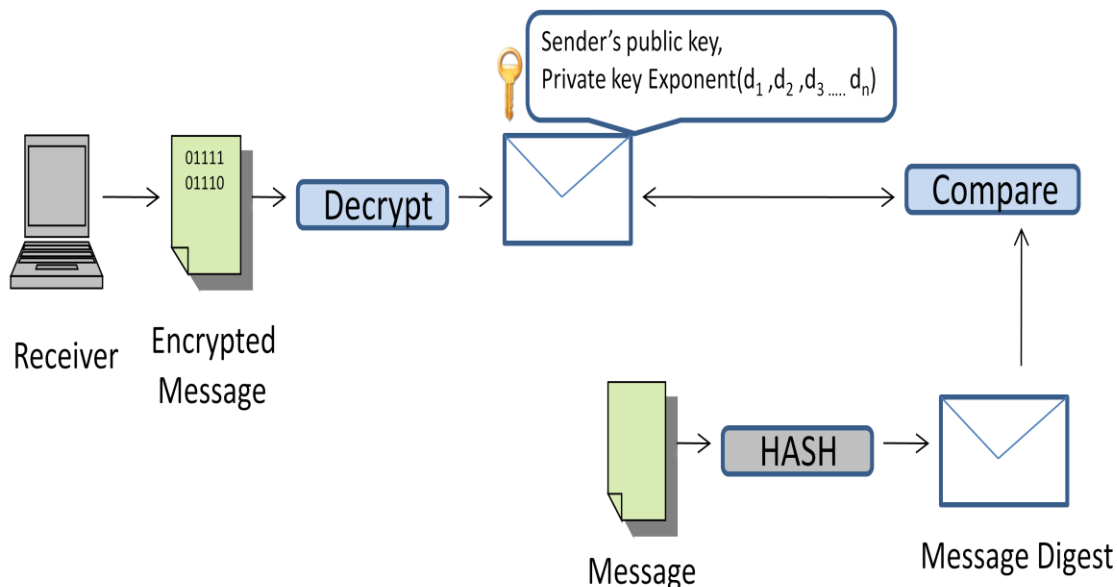 Sender's public key,
Private key Exponent(d₁ ,d₂ ,d₃ ..... dₙ)
01111
01110
Decrypt
Compare
Receiver
Encrypted
Message
HASH
Message
Message Digest